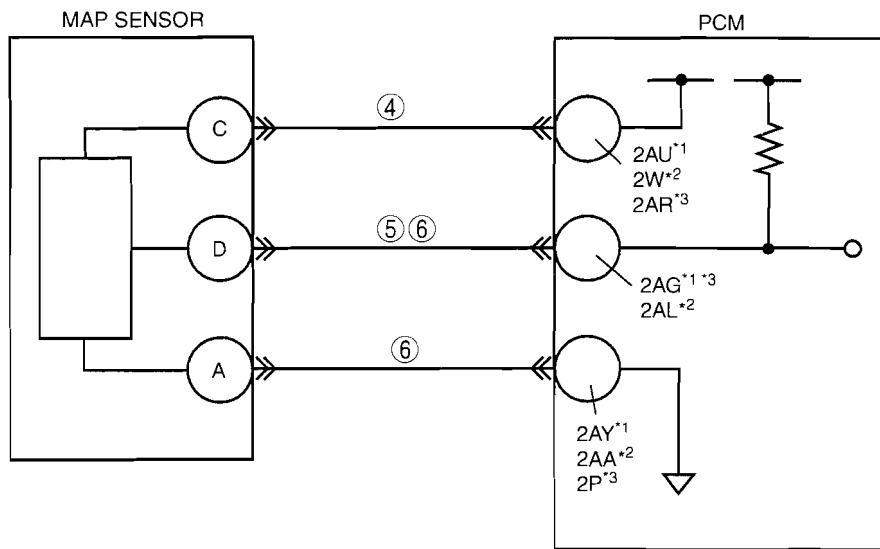 MAP SENSOR
PCM
C
④
2AU*1
2W*2
2AR*3
D
⑤⑥
2AG*1 *3
2AL*2
A
⑥
2AY*1
2AA*2
2P*3